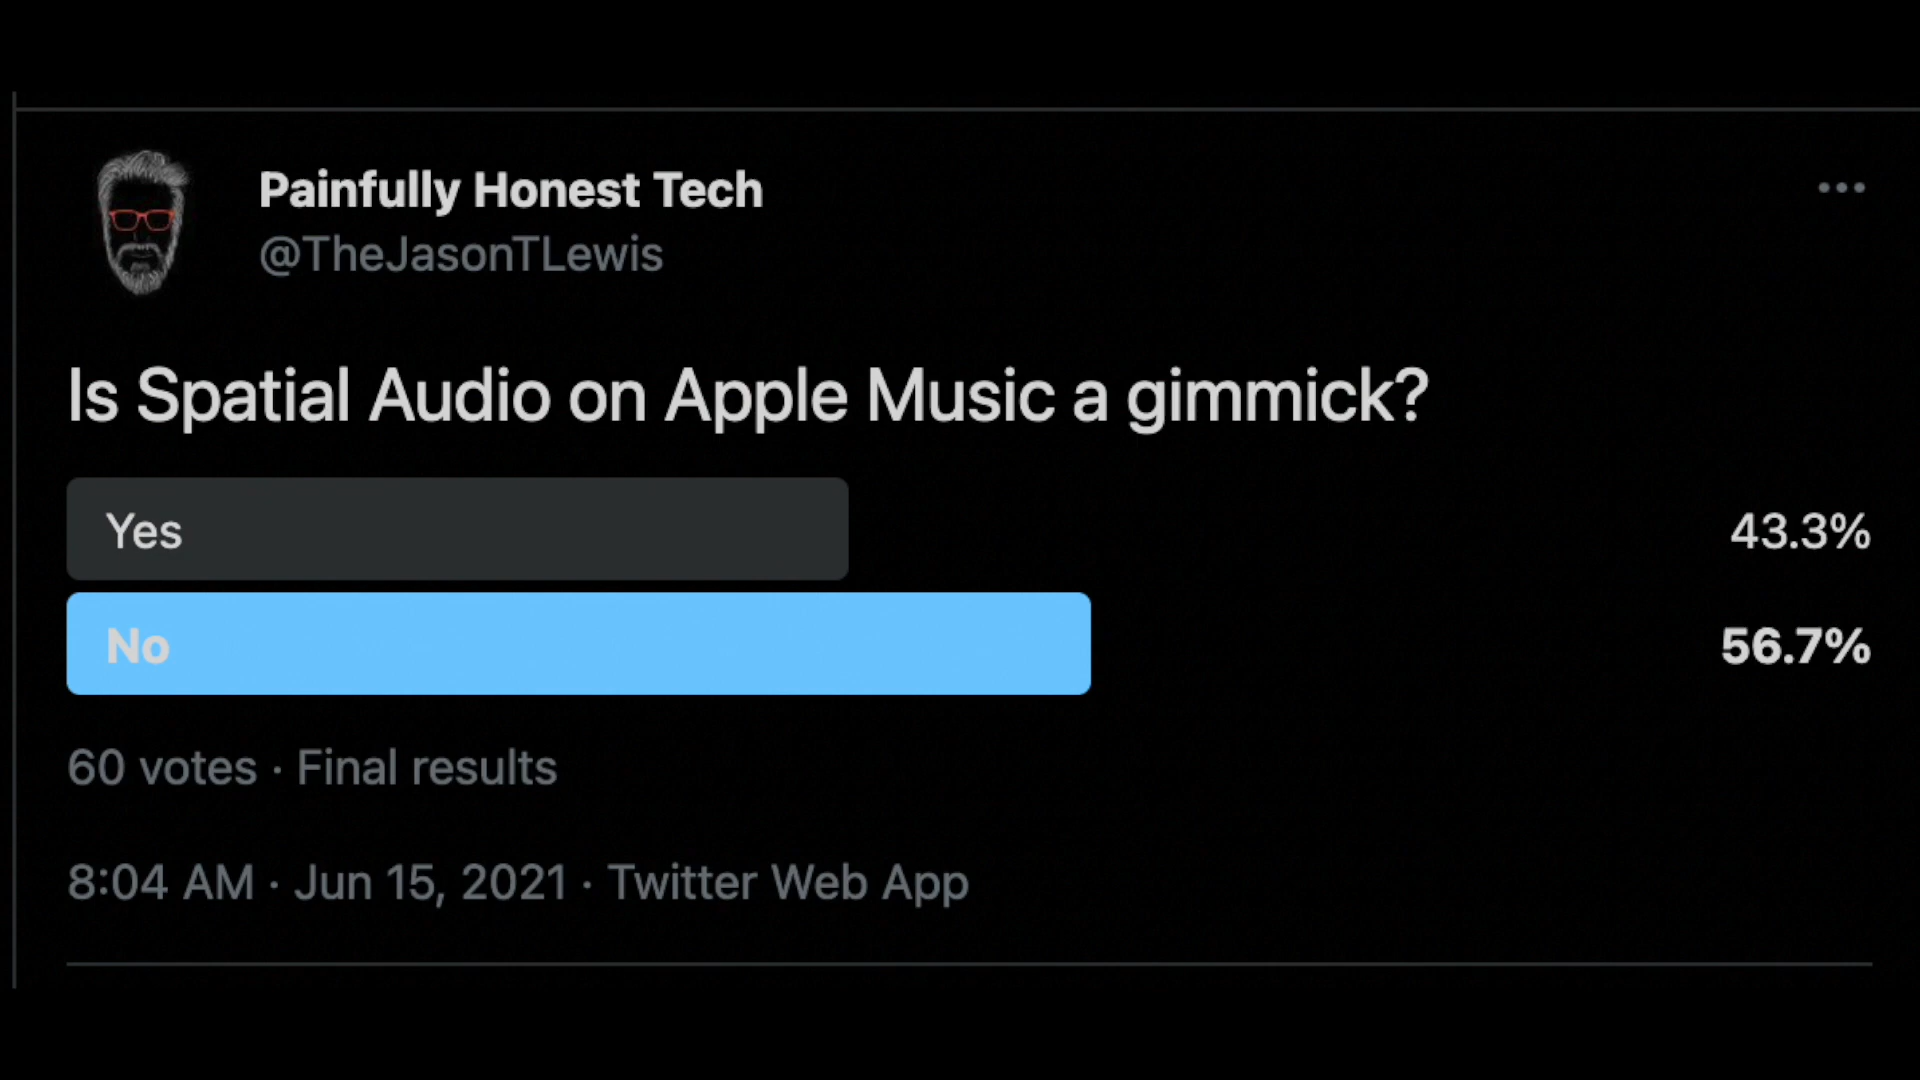 Painfully Honest Tech
@TheJasonTLewis
Is Spatial Audio on Apple Music a gimmick?
Yes 43.3%
No 56.7%
60 votes · Final results
8:04 AM · Jun 15, 2021 · Twitter Web App